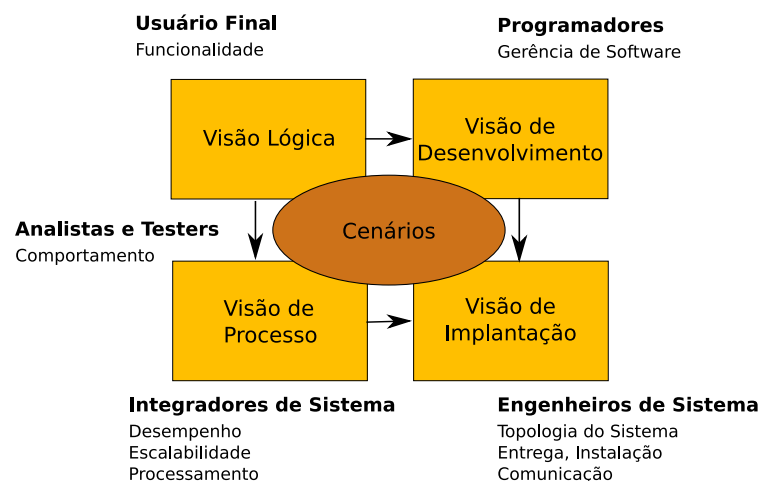 Usuário Final
Funcionalidade
Programadores
Gerência de Software
Visão Lógica
Visão de
Desenvolvimento
Analistas e Testers
Comportamento
Cenários
Visão de
Processo
Visão de
Implantação
Integradores de Sistema
Desempenho
Escalabilidade
Processamento
Engenheiros de Sistema
Topologia do Sistema
Entrega, Instalação
Comunicação